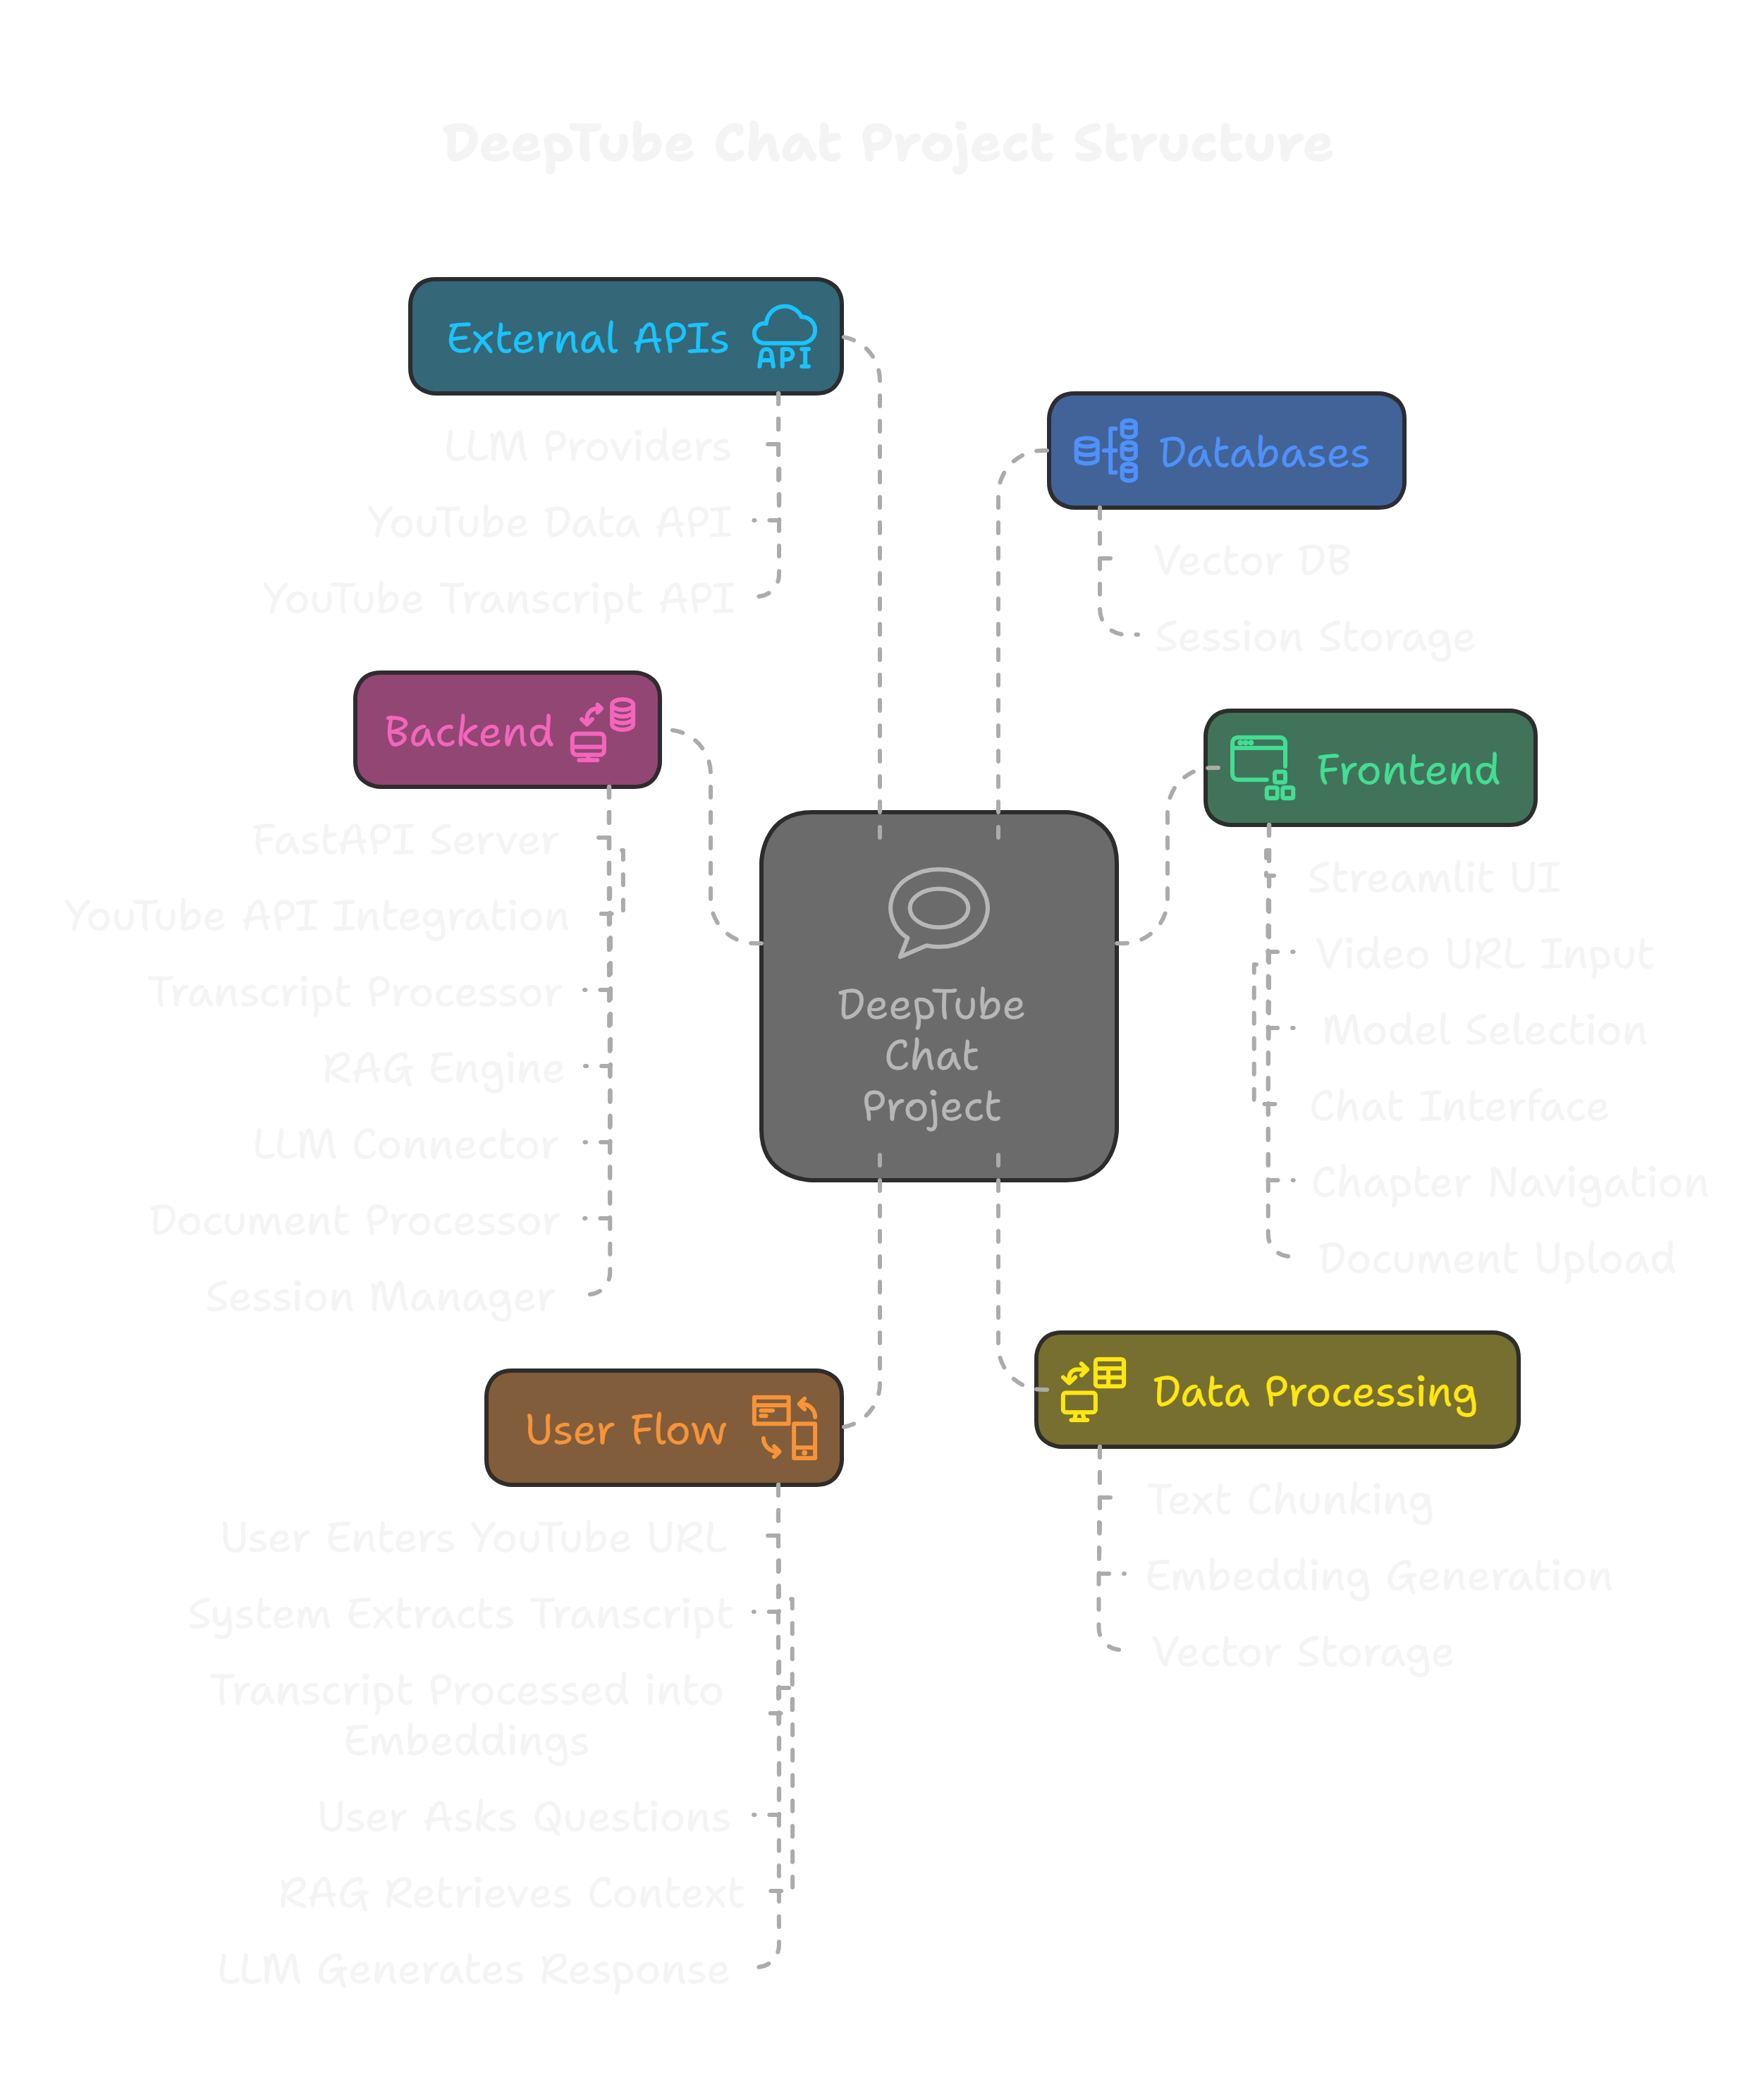 DeepTube Chat Project Structure
External APIs
API
LLM Providers
YouTube Data API
YouTube Transcript API
Databases
Vector DB
Session Storage
Backend
FastAPI Server
YouTube API Integration
Transcript Processor
RAG Engine
LLM Connector
Document Processor
Session Manager
Frontend
Streamlit UI
Video URL Input
Model Selection
Chat Interface
Chapter Navigation
Document Upload
DeepTube
Chat
Project
User Flow
User Enters YouTube URL
System Extracts Transcript
Transcript Processed into
Embeddings
User Asks Questions
RAG Retrieves Context
LLM Generates Response
Data Processing
Text Chunking
Embedding Generation
Vector Storage